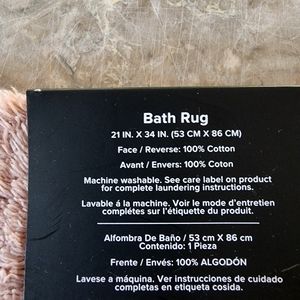 Bath Rug
21 IN. X 34 IN. (53 CM X 86 CM)
Face / Reverse: 100% Cotton
Avant / Envers: 100% Coton
Machine washable. See care label on product
for complete laundering instructions.
Lavable á la machine. Voir le mode d'entretien
complétes sur l'étiquette du produit.
Alfombra De Baño / 53 cm X 86 cm
Contenido: 1 Pieza
Frente / Envés: 100% ALGODÓN
Lavese a máquina. Ver instrucciones de cuidado
completas en etiqueta cosida.